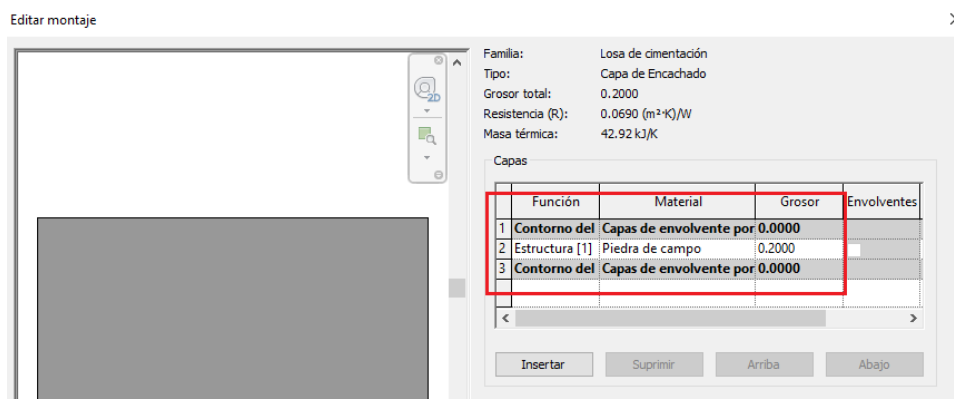 Editar montaje
2D
Familia: Losa de cimentación
Tipo: Capa de Encachado
Grosor total: 0.2000
Resistencia (R): 0.0690 (m²·K)/W
Masa térmica: 42.92 kJ/K
Capas
Función Material Grosor Envolventes
1 Contorno del Capas de envolvente por 0.0000
2 Estructura [1] Piedra de campo 0.2000
3 Contorno del Capas de envolvente por 0.0000
Insertar Suprimir Arriba Abajo